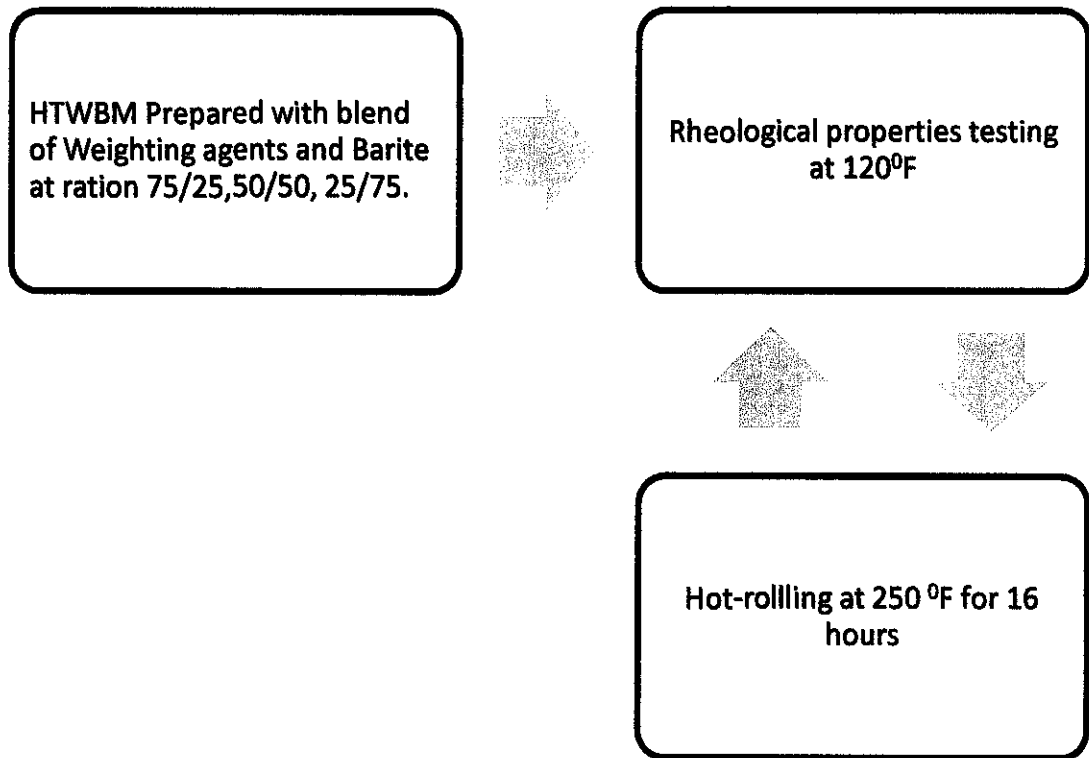 HTWBM Prepared with blend
of Weighting agents and Barite
at ration 75/25,50/50, 25/75.
Rheological properties testing
at 120⁰F
Hot-rollling at 250 ⁰F for 16
hours